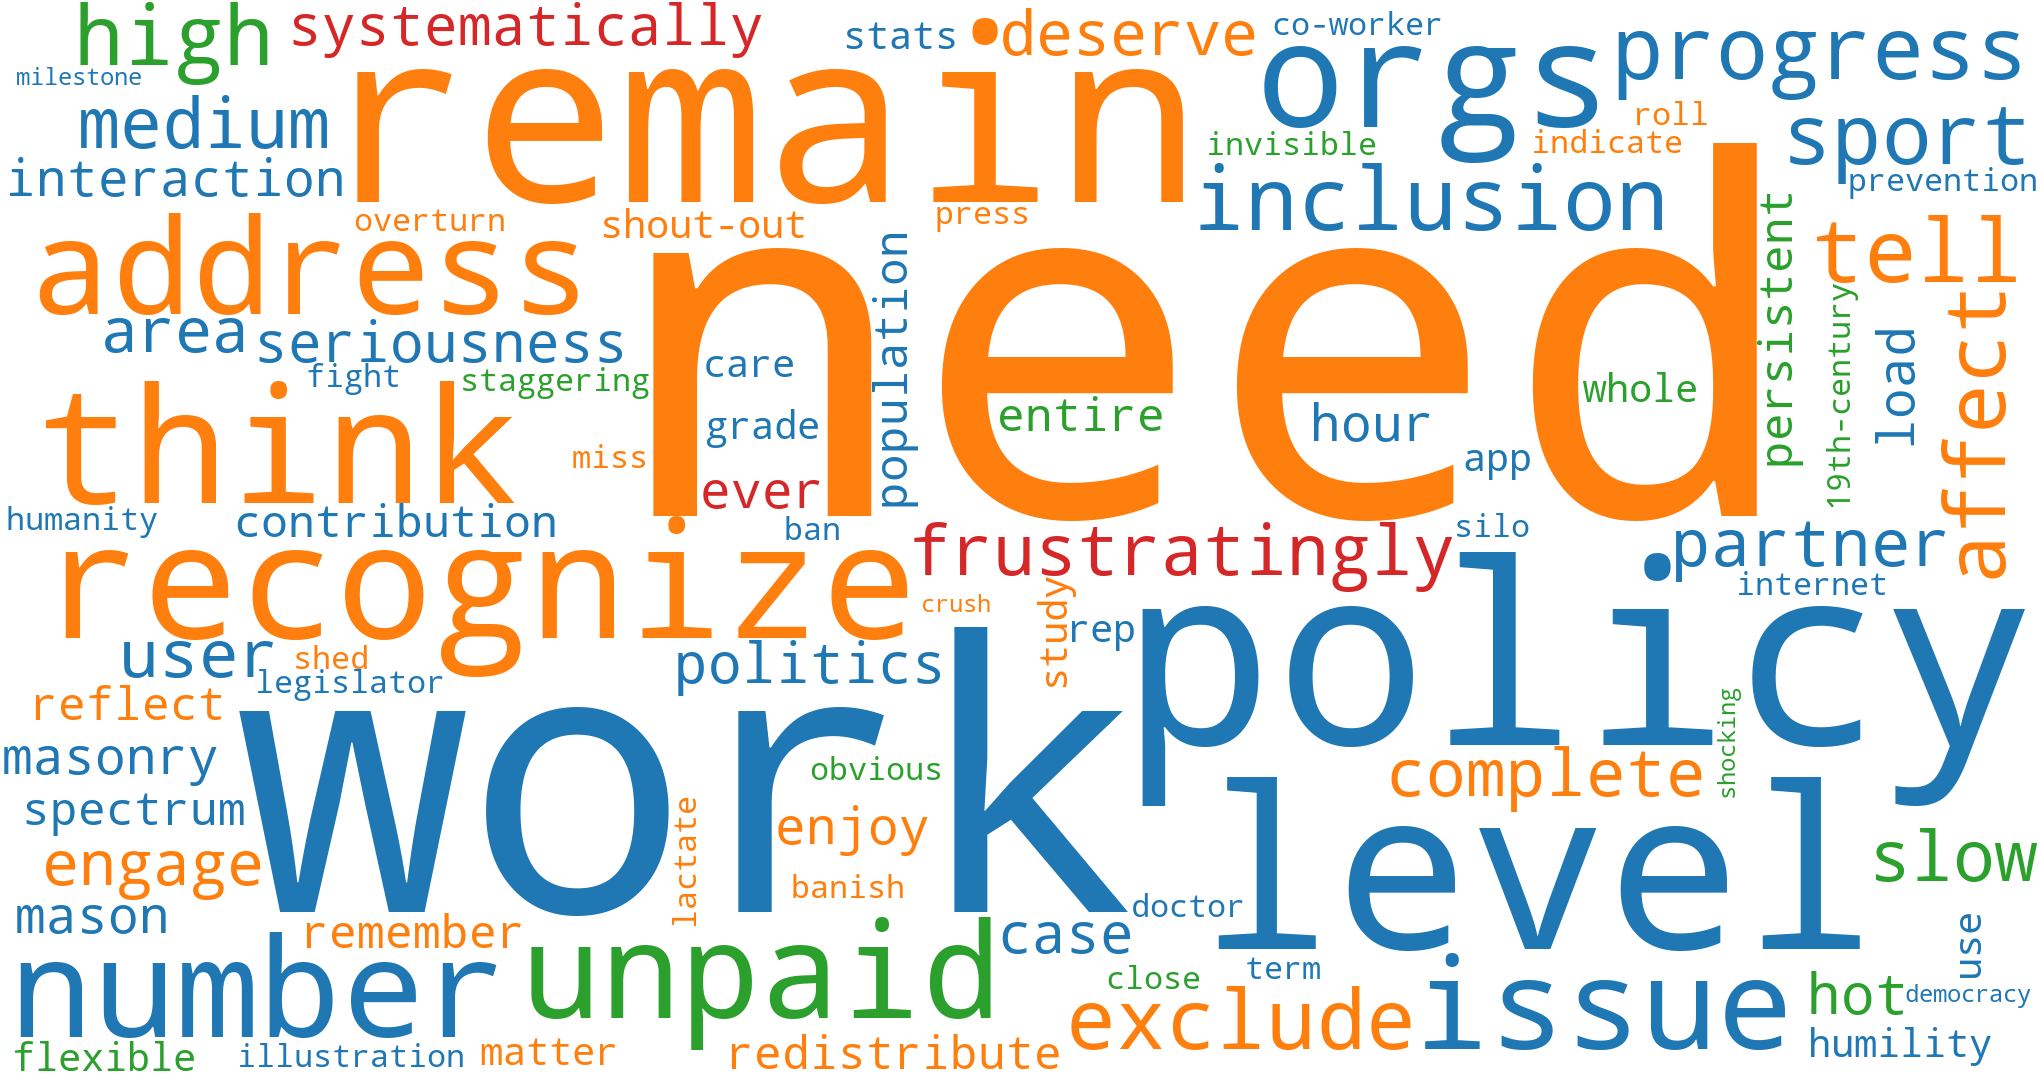 high
systematically
stats
deserve
co-worker
orgs
progress
milestone
remain
medium
roll
sport
invisible
indicate
interaction
prevention
inclusion
overturn
shout-out
press
address
need
population
persistent
tell
area
seriousness
19th-century
load
affect
fight
staggering
care
think
entire
whole
grade
hour
miss
app
ever
humanity
contribution
ban
silo
recognize
frustratingly
partner
internet
crush
study
rep
policy
user
shed
legislator
politics
reflect
work
masonry
obvious
complete
shocking
spectrum
lactate
enjoy
level
engage
slow
banish
mason
doctor
remember
case
use
number
unpaid
term
close
hot
democracy
exclude
issue
flexible
illustration
matter
redistribute
humility